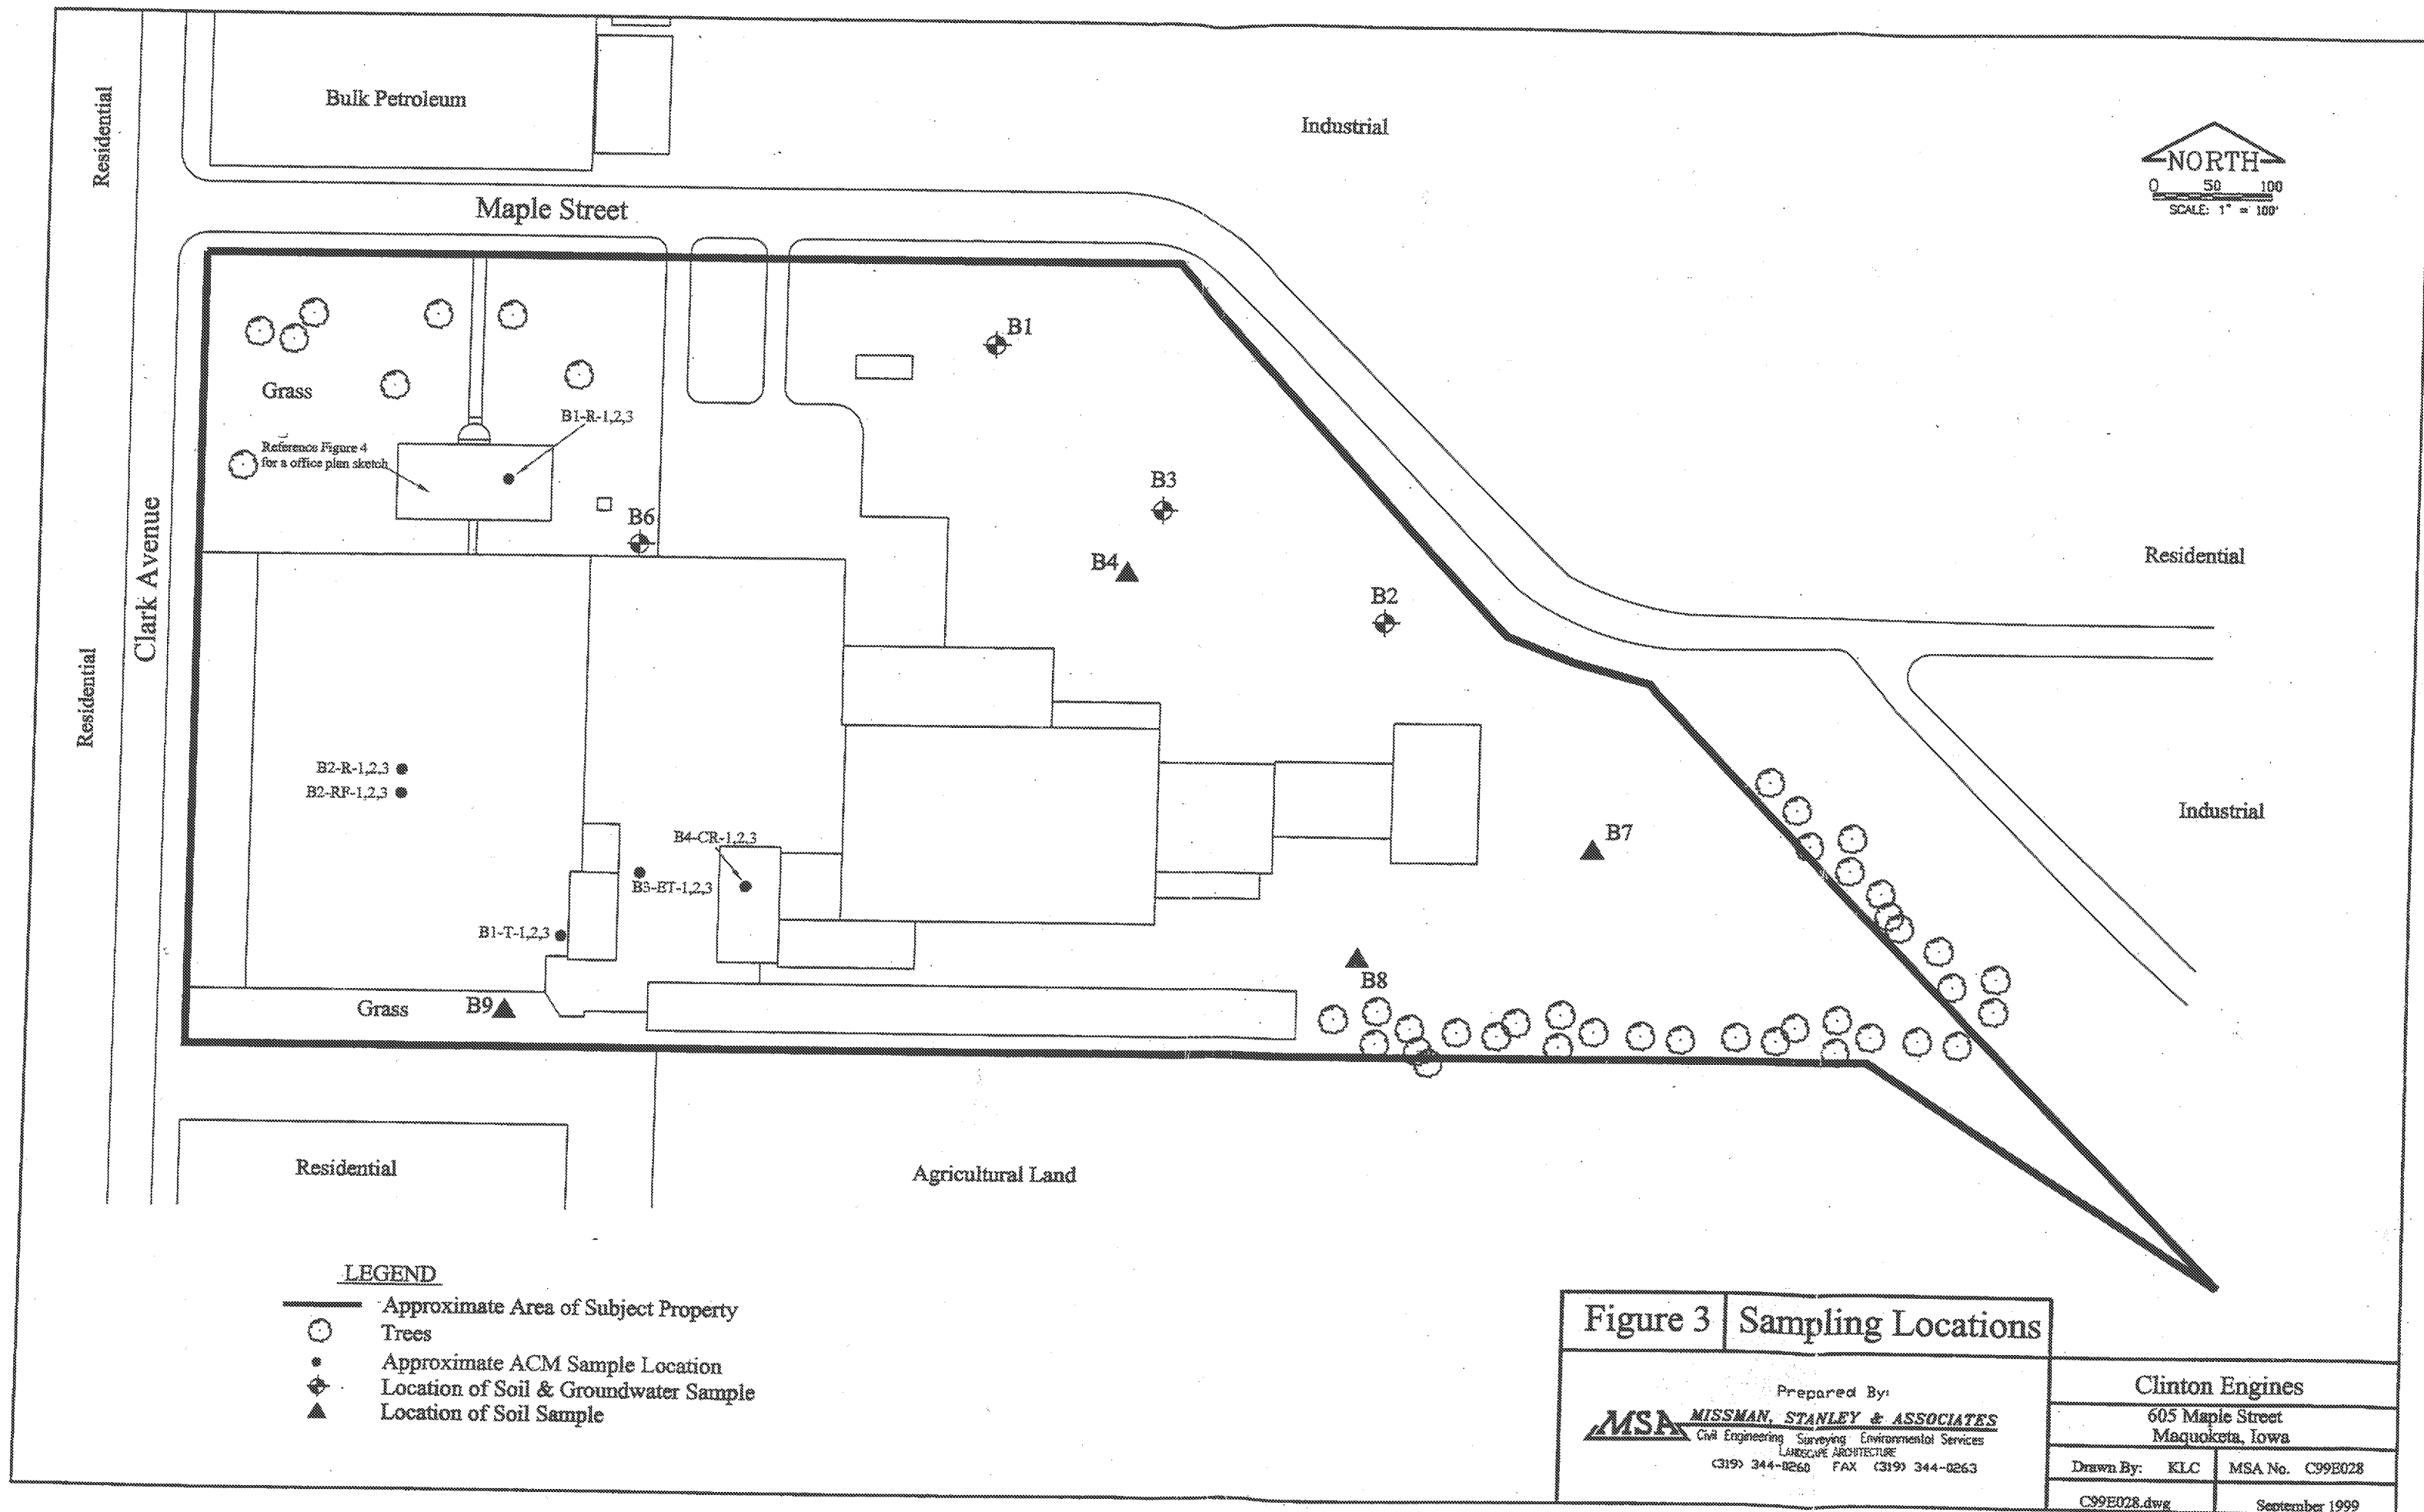 Residential
Bulk Petroleum
Industrial
NORTH
0 50 100
SCALE: 1" = 100'
Maple Street
B1
Grass
B1-R-1,2,3
Reference Figure 4
for a office plan sketch
B3
B6
B4
B2
Residential
Clark Avenue
Residential
B2-R-1,2,3
B2-RF-1,2,3
Industrial
B7
B4-CR-1,2,3
B3-ET-1,2,3
B1-T-1,2,3
B8
Grass
B9
Residential
Agricultural Land
LEGEND
Approximate Area of Subject Property
Trees
Approximate ACM Sample Location
Location of Soil & Groundwater Sample
Location of Soil Sample
Figure 3
Sampling Locations
Prepared By:
MSA
MISSMAN, STANLEY & ASSOCIATES
Civil Engineering Surveying Environmental Services
LANDSCAPE ARCHITECTURE
(319) 344-0260 FAX (319) 344-0263
Clinton Engines
605 Maple Street
Maquoketa, Iowa
Drawn By: KLC
MSA No. C99E028
C99E028.dwg
September 1999